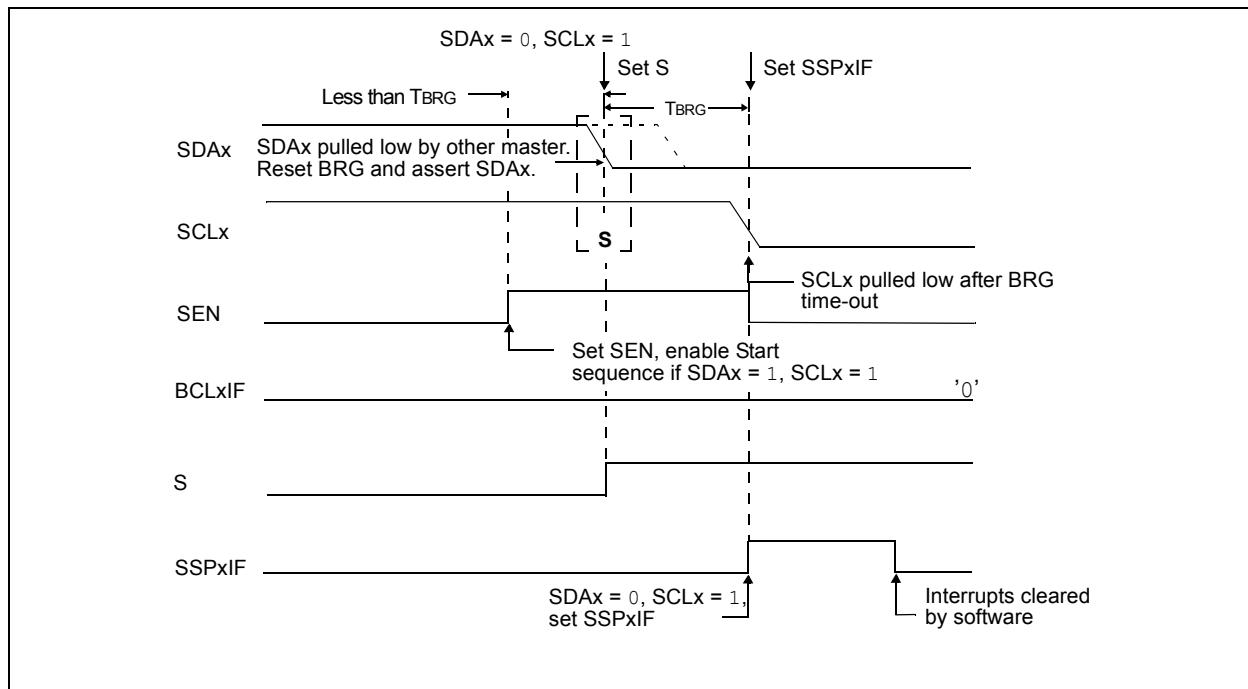 SDAx = 0, SCLx = 1
Set S
Set SSPxIF
Less than TBRG
TBRG
SDAx
SDAx pulled low by other master.
Reset BRG and assert SDAx.
SCLx
S
SCLx pulled low after BRG
time-out
SEN
Set SEN, enable Start
sequence if SDAx = 1, SCLx = 1
BCLxIF
'0'
S
SSPxIF
SDAx = 0, SCLx = 1,
set SSPxIF
Interrupts cleared
by software